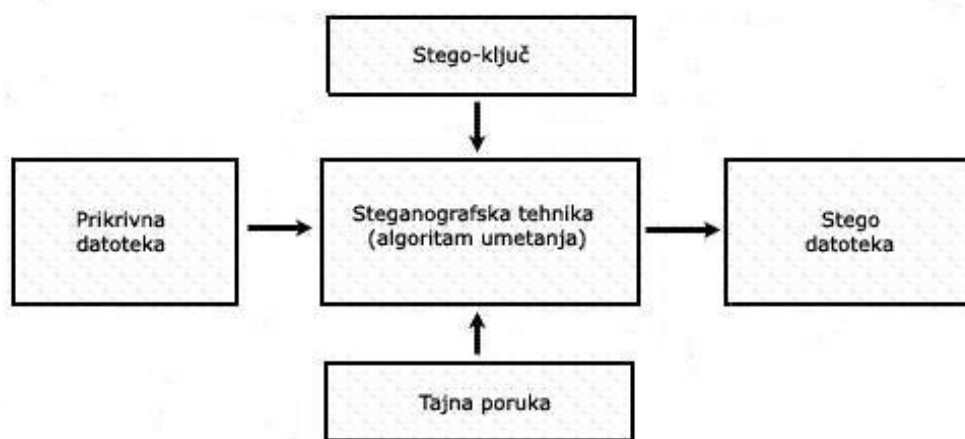 Stego-ključ
Prikrivna
datoteka
Steganografska tehnika
(algoritam umetanja)
Stego
datoteka
Tajna poruka